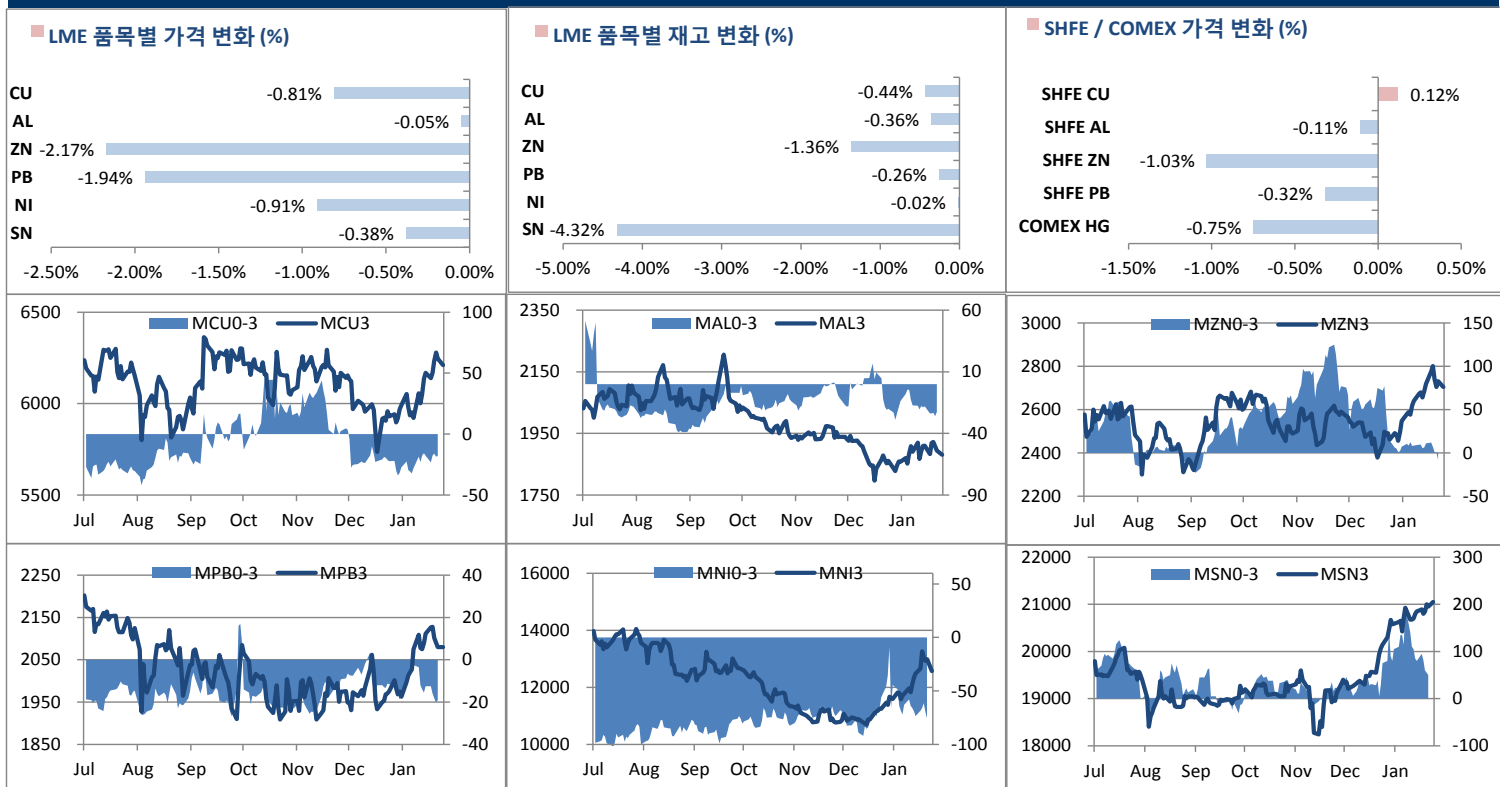 LME 품목별 가격 변화 (%)
CU -0.81%
AL -0.05%
ZN -2.17%
PB -1.94%
NI -0.91%
SN -0.38%
-2.50% -2.00% -1.50% -1.00% -0.50% 0.00%
LME 품목별 재고 변화 (%)
CU -0.44%
AL -0.36%
ZN -1.36%
PB -0.26%
NI -0.02%
SN -4.32%
-5.00% -4.00% -3.00% -2.00% -1.00% 0.00%
SHFE / COMEX 가격 변화 (%)
SHFE CU 0.12%
SHFE AL -0.11%
SHFE ZN -1.03%
SHFE PB -0.32%
COMEX HG -0.75%
-1.50% -1.00% -0.50% 0.00% 0.50%
MCU0-3 MCU3
6500 100
50
6000
0
5500 -50
Jul Aug Sep Oct Nov Dec Jan
MAL0-3 MAL3
2350 60
2150 10
1950 -40
1750 -90
Jul Aug Sep Oct Nov Dec Jan
MZN0-3 MZN3
3000 150
2800 100
2600 50
2400 0
2200 -50
Jul Aug Sep Oct Nov Dec Jan
MPB0-3 MPB3
2250 40
2150 20
2050 0
1950 -20
1850 -40
Jul Aug Sep Oct Nov Dec Jan
MNI0-3 MNI3
16000
50
14000 0
12000 -50
10000 -100
Jul Aug Sep Oct Nov Dec Jan
MSN0-3 MSN3
22000 300
21000 200
20000 100
19000 0
18000 -100
Jul Aug Sep Oct Nov Dec Jan